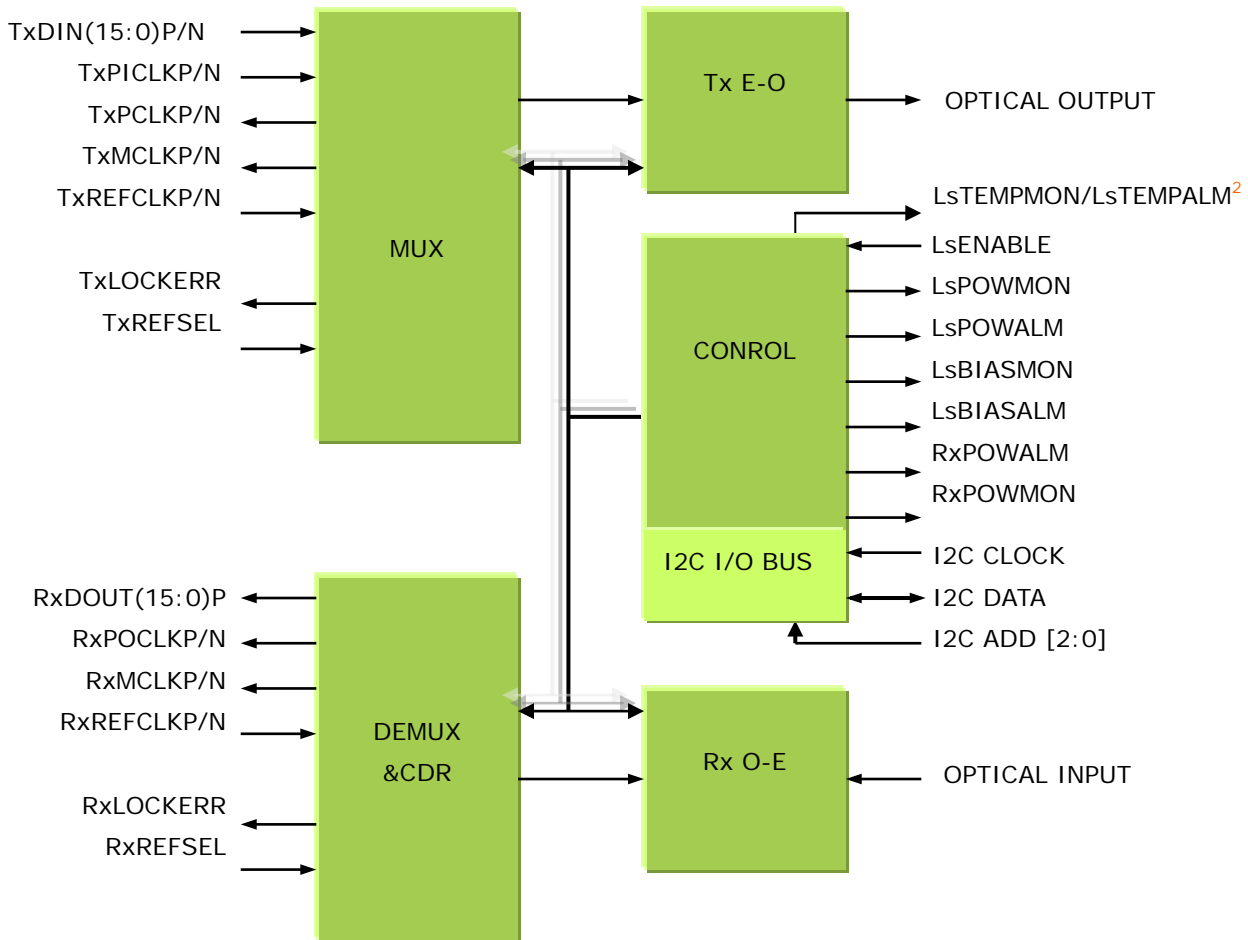 TxDIN(15:0)P/N
TxPICLKP/N
TxPCLKP/N
TxMCLKP/N
TxREFCLKP/N
TxLOCKERR
TxREFSEL
MUX
Tx E-O
OPTICAL OUTPUT
LsTEMPMON/LsTEMPALM²
LsENABLE
LsPOWMON
LsPOWALM
LsBIASMON
LsBIASALM
RxPOWALM
RxPOWMON
CONROL
I2C I/O BUS
I2C CLOCK
I2C DATA
I2C ADD [2:0]
RxDOUT(15:0)P
RxPOCLKP/N
RxMCLKP/N
RxREFCLKP/N
RxLOCKERR
RxREFSEL
DEMUX
&CDR
Rx O-E
OPTICAL INPUT